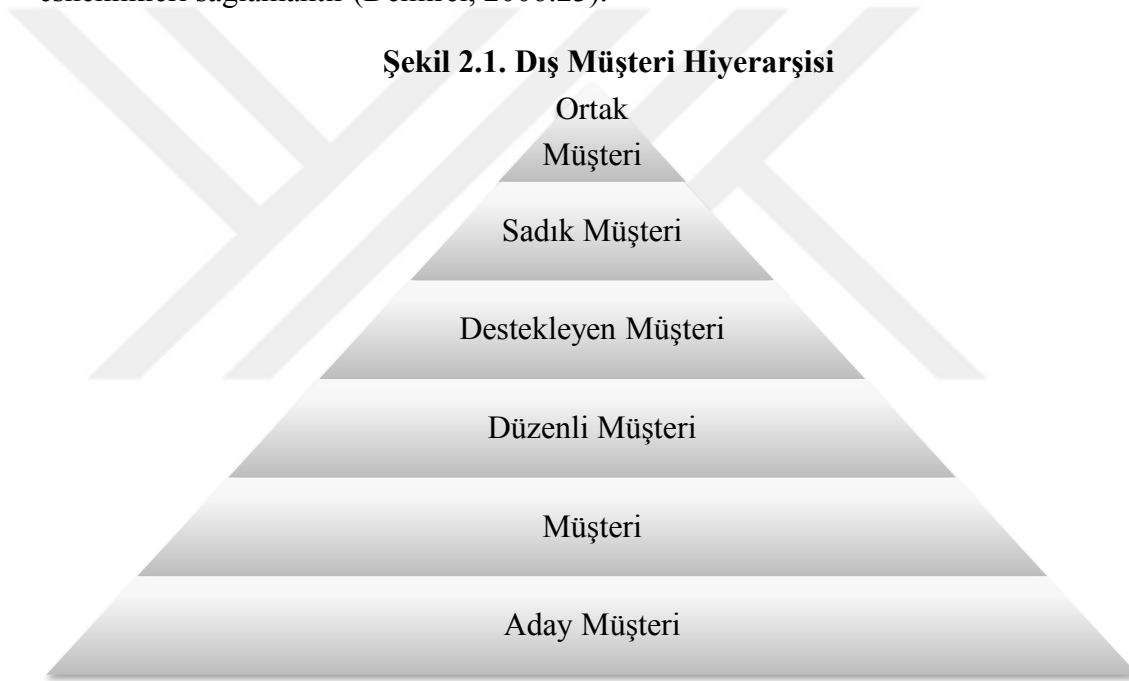 Şekil 2.1. Dış Müşteri Hiyerarşisi
Ortak
Müşteri
Sadık Müşteri
Destekleyen Müşteri
Düzenli Müşteri
Müşteri
Aday Müşteri